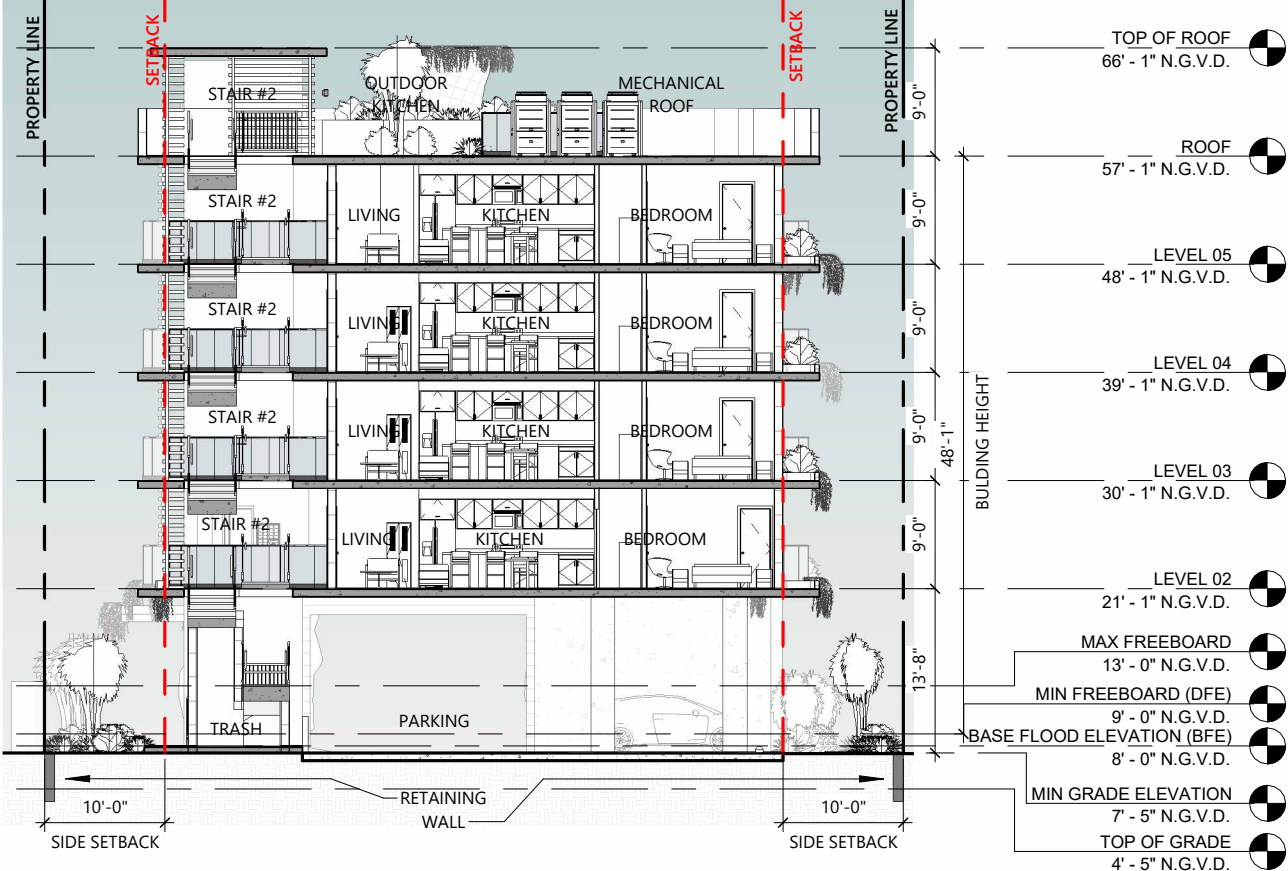 PROPERTY LINE
SETBACK
SETBACK
PROPERTY LINE
TOP OF ROOF
66' - 1" N.G.V.D.
STAIR #2
OUTDOOR
KITCHEN
MECHANICAL
ROOF
9'-0"
ROOF
57' - 1" N.G.V.D.
STAIR #2
LIVING
KITCHEN
BEDROOM
9'-0"
LEVEL 05
48' - 1" N.G.V.D.
STAIR #2
LIVING
KITCHEN
BEDROOM
9'-0"
LEVEL 04
39' - 1" N.G.V.D.
STAIR #2
LIVING
KITCHEN
BEDROOM
9'-0"
48'-1"
BULDING HEIGHT
LEVEL 03
30' - 1" N.G.V.D.
STAIR #2
LIVING
KITCHEN
BEDROOM
9'-0"
LEVEL 02
21' - 1" N.G.V.D.
MAX FREEBOARD
13' - 0" N.G.V.D.
13'-8"
MIN FREEBOARD (DFE)
9' - 0" N.G.V.D.
TRASH
PARKING
BASE FLOOD ELEVATION (BFE)
8' - 0" N.G.V.D.
MIN GRADE ELEVATION
7' - 5" N.G.V.D.
RETAINING
WALL
10'-0"
SIDE SETBACK
10'-0"
SIDE SETBACK
TOP OF GRADE
4' - 5" N.G.V.D.